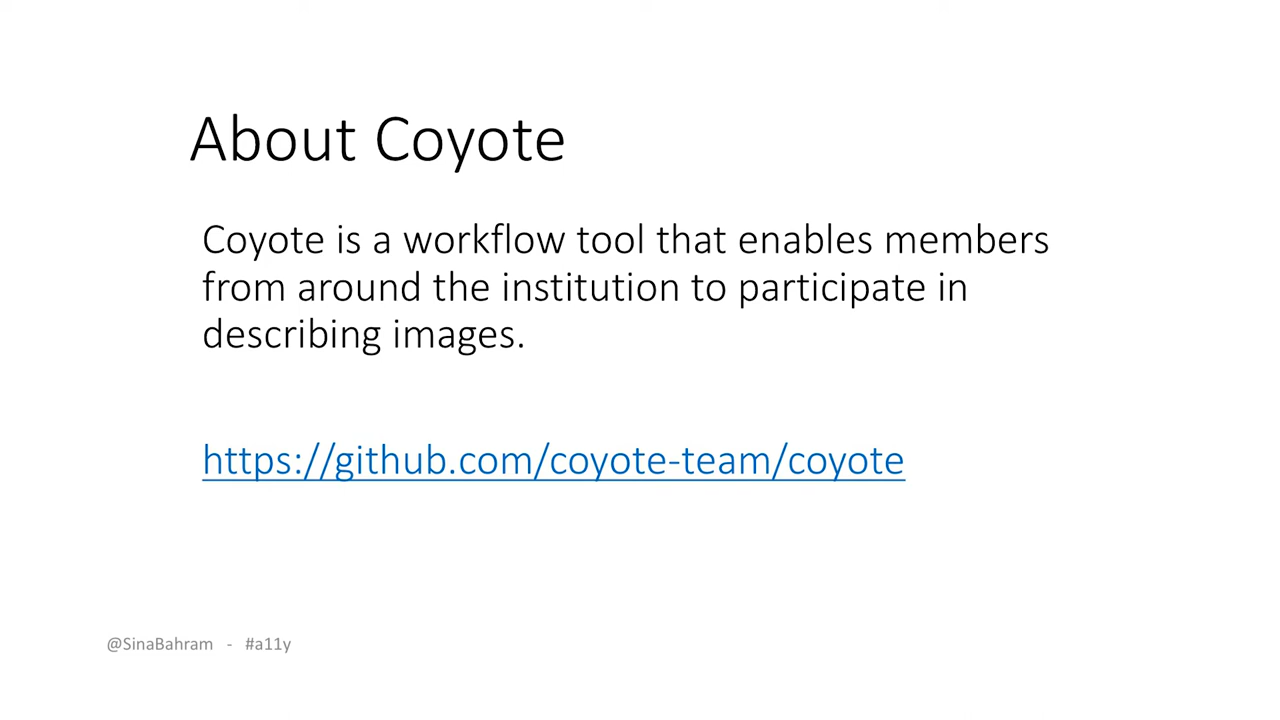 About Coyote
Coyote is a workflow tool that enables members
from around the institution to participate in
describing images.
https://github.com/coyote-team/coyote
@SinaBahram - #a11y